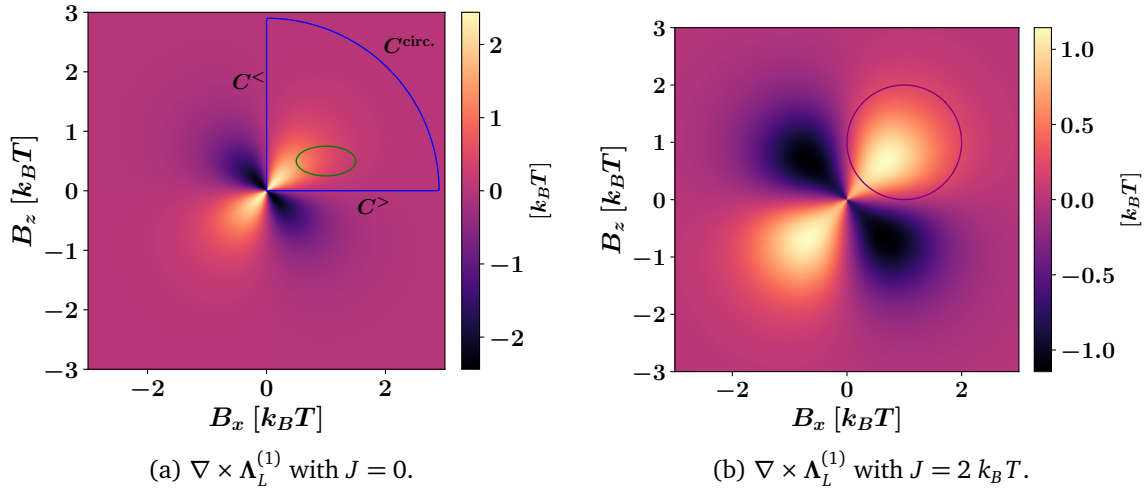 3
2
1
0
−1
−2
−3
B_z [k_BT]
−2
0
2
B_x [k_BT]
C^<
C^circ.
C^>
2
1
0
−1
−2
[k_BT]
(a) ∇ × Λ_L^(1) with J = 0.
3
2
1
0
−1
−2
−3
B_z [k_BT]
−2
0
2
B_x [k_BT]
1.0
0.5
0.0
−0.5
−1.0
[k_BT]
(b) ∇ × Λ_L^(1) with J = 2 k_BT.